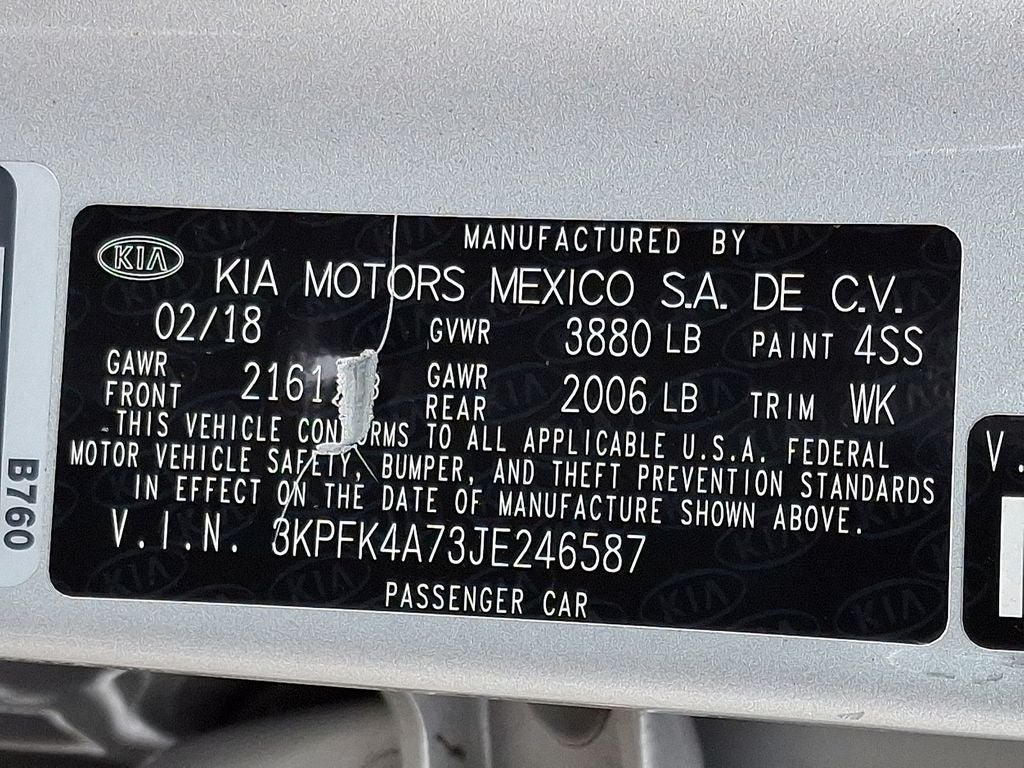 MANUFACTURED BY
KIA
KIA MOTORS MEXICO S.A. DE C.V.
02/18 GVWR 3880 LB PAINT 4SS
GAWR FRONT 2161 GAWR REAR 2006 LB TRIM WK
THIS VEHICLE CONFORMS TO ALL APPLICABLE U.S.A. FEDERAL
MOTOR VEHICLE SAFETY, BUMPER, AND THEFT PREVENTION STANDARDS
IN EFFECT ON THE DATE OF MANUFACTURE SHOWN ABOVE.
V.I.N. 3KPFK4A73JE246587
PASSENGER CAR
B760
V.